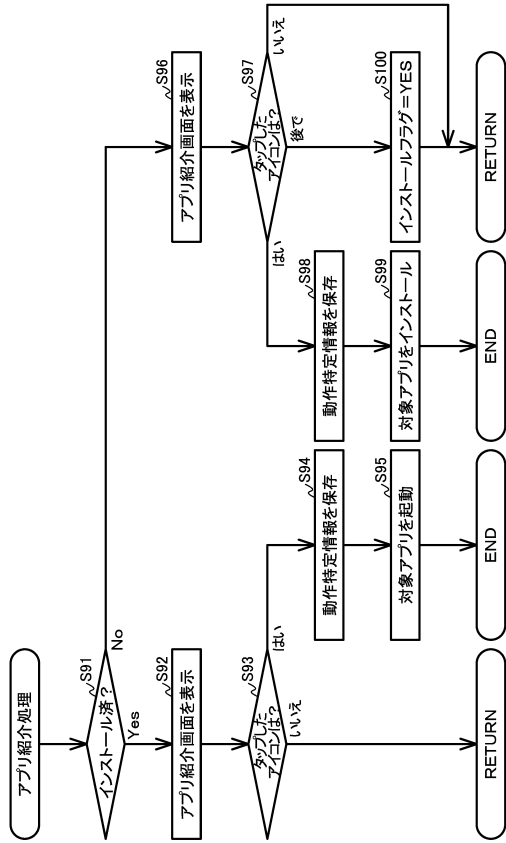 アプリ紹介処理
S91
インストール済?
No
Yes
S92
アプリ紹介画面を表示
S93
タップした
アイコンは?
はい
いいえ
S94
動作特定情報を保存
S95
対象アプリを起動
RETURN
END
S96
アプリ紹介画面を表示
S97
タップした
アイコンは?
いいえ
はい
後で
S98
動作特定情報を保存
S99
対象アプリをインストール
S100
インストールフラグ=YES
END
RETURN